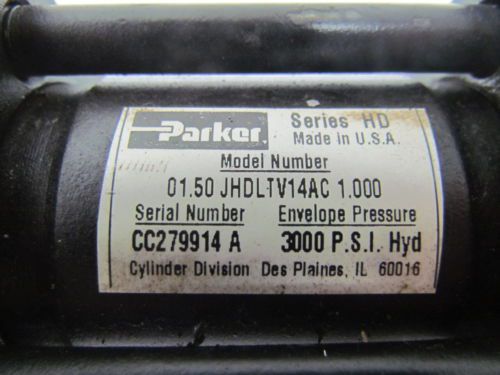 Parker
Series HD
Made in U.S.A.
Model Number
01.50 JHDLTV14AC 1.000
Serial Number Envelope Pressure
CC279914 A 3000 P.S.I. Hyd
Cylinder Division Des Plaines, IL 60016